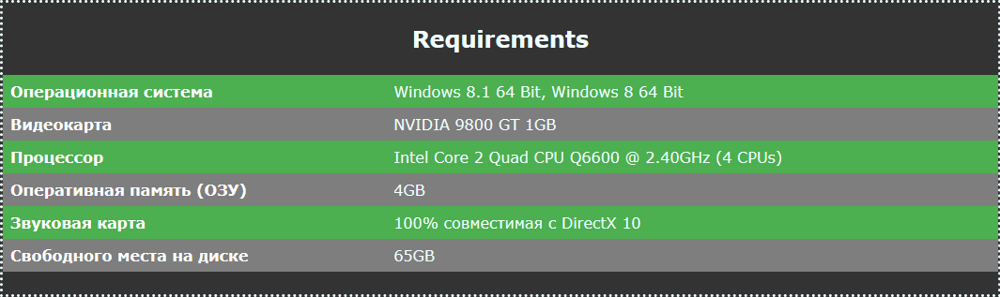 Requirements
Операционная система Windows 8.1 64 Bit, Windows 8 64 Bit
Видеокарта NVIDIA 9800 GT 1GB
Процессор Intel Core 2 Quad CPU Q6600 @ 2.40GHz (4 CPUs)
Оперативная память (ОЗУ) 4GB
Звуковая карта 100% совместимая с DirectX 10
Свободного места на диске 65GB